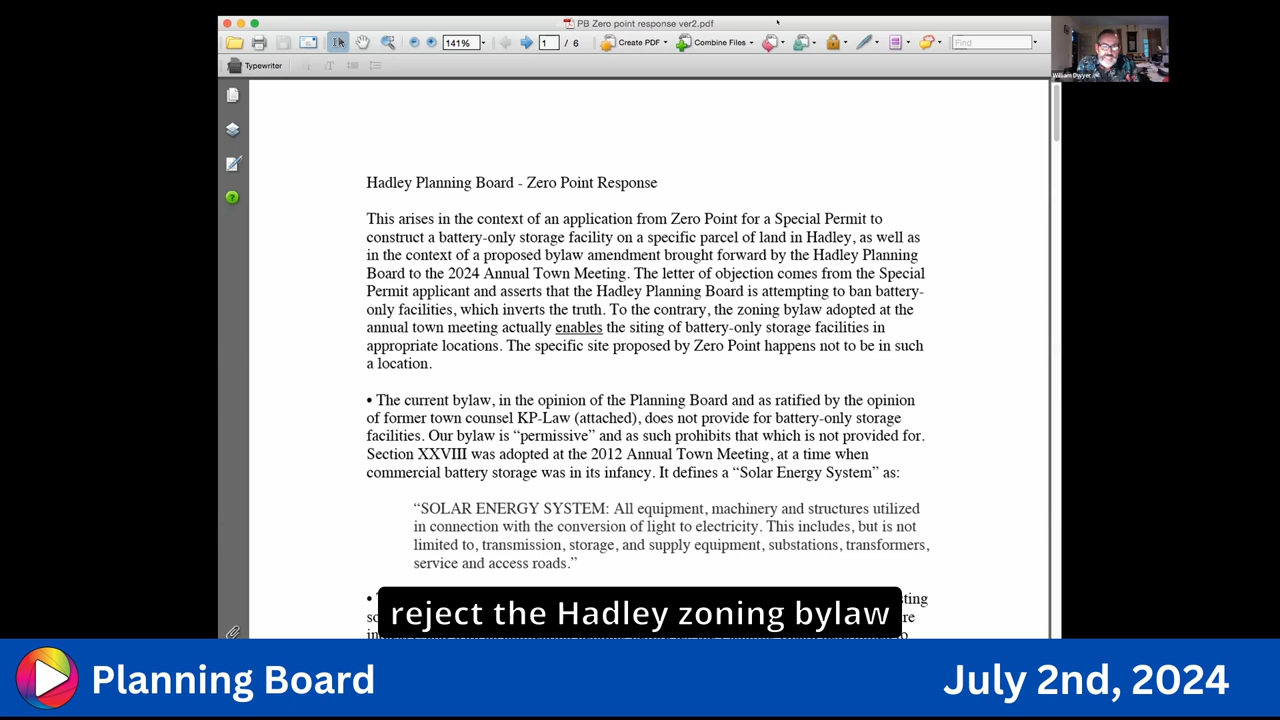 PB Zero point response ver2.pdf
141%
1
/ 6
Create PDF
Combine Files
Find
Typewriter
William Dwyer
Hadley Planning Board - Zero Point Response
This arises in the context of an application from Zero Point for a Special Permit to
construct a battery-only storage facility on a specific parcel of land in Hadley, as well as
in the context of a proposed bylaw amendment brought forward by the Hadley Planning
Board to the 2024 Annual Town Meeting. The letter of objection comes from the Special
Permit applicant and asserts that the Hadley Planning Board is attempting to ban battery-
only facilities, which inverts the truth. To the contrary, the zoning bylaw adopted at the
annual town meeting actually enables the siting of battery-only storage facilities in
appropriate locations. The specific site proposed by Zero Point happens not to be in such
a location.
• The current bylaw, in the opinion of the Planning Board and as ratified by the opinion
of former town counsel KP-Law (attached), does not provide for battery-only storage
facilities. Our bylaw is “permissive” and as such prohibits that which is not provided for.
Section XXVIII was adopted at the 2012 Annual Town Meeting, at a time when
commercial battery storage was in its infancy. It defines a “Solar Energy System” as:
“SOLAR ENERGY SYSTEM: All equipment, machinery and structures utilized
in connection with the conversion of light to electricity. This includes, but is not
limited to, transmission, storage, and supply equipment, substations, transformers,
service and access roads.”
reject the Hadley zoning bylaw
Planning Board
July 2nd, 2024